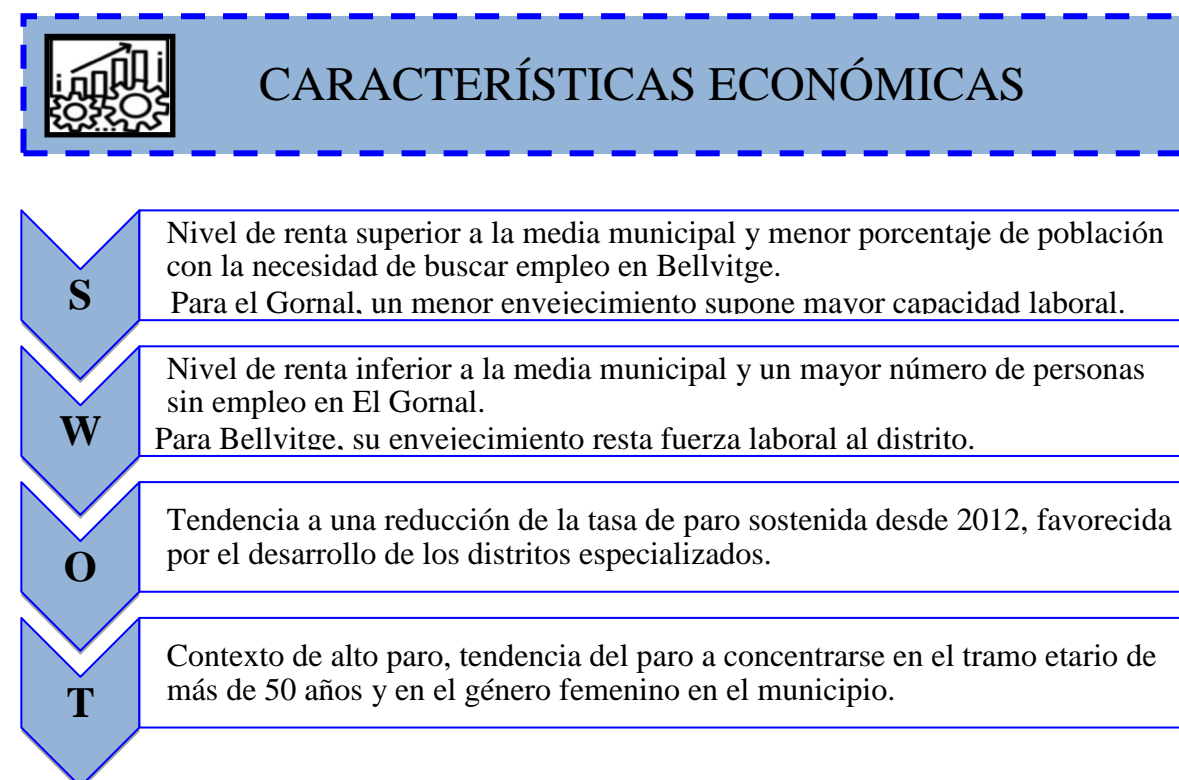 CARACTERÍSTICAS ECONÓMICAS
S
Nivel de renta superior a la media municipal y menor porcentaje de población
con la necesidad de buscar empleo en Bellvitge.
Para el Gornal, un menor envejecimiento supone mayor capacidad laboral.
W
Nivel de renta inferior a la media municipal y un mayor número de personas
sin empleo en El Gornal.
Para Bellvitge, su envejecimiento resta fuerza laboral al distrito.
O
Tendencia a una reducción de la tasa de paro sostenida desde 2012, favorecida
por el desarrollo de los distritos especializados.
T
Contexto de alto paro, tendencia del paro a concentrarse en el tramo etario de
más de 50 años y en el género femenino en el municipio.